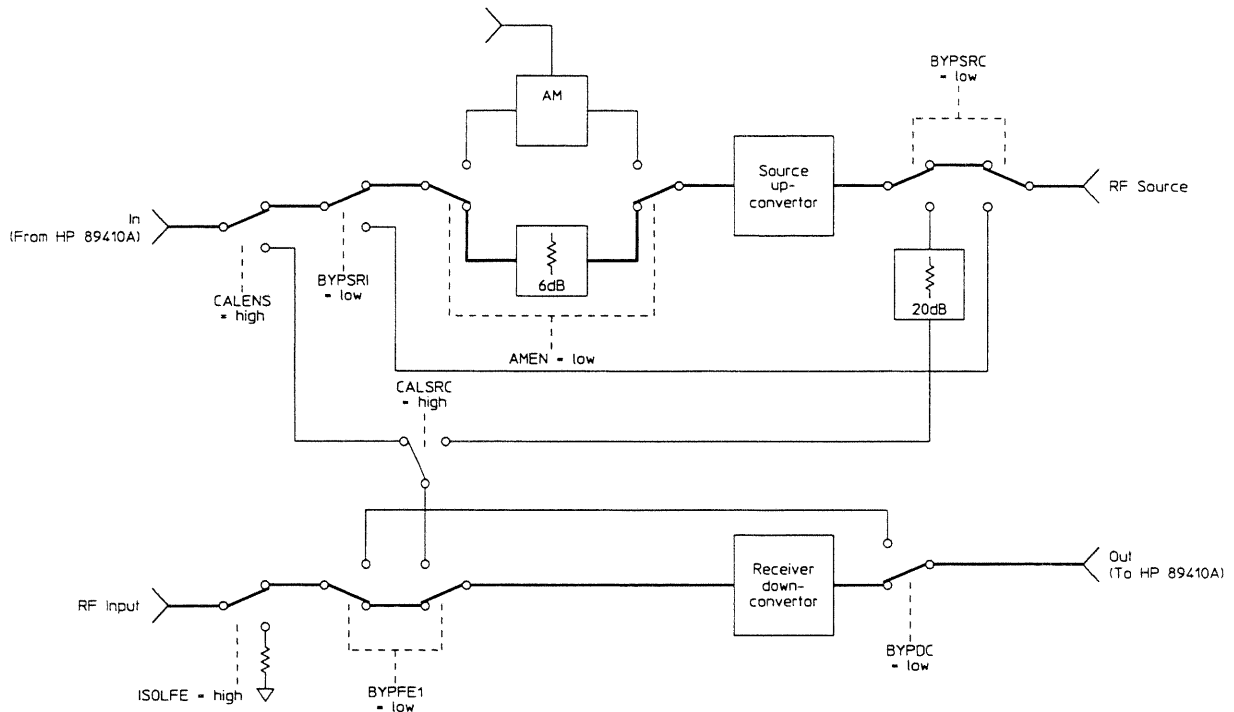 AM
BYPSRC
= low
Source
up-
convertor
RF Source
In
(From HP 89410A)
6dB
20dB
CALENS
= high
BYPSRI
= low
AMEN = low
CALSRC
= high
Receiver
down-
convertor
Out
(To HP 89410A)
RF Input
BYPDC
= low
ISOLFE = high
BYPFE1
= low